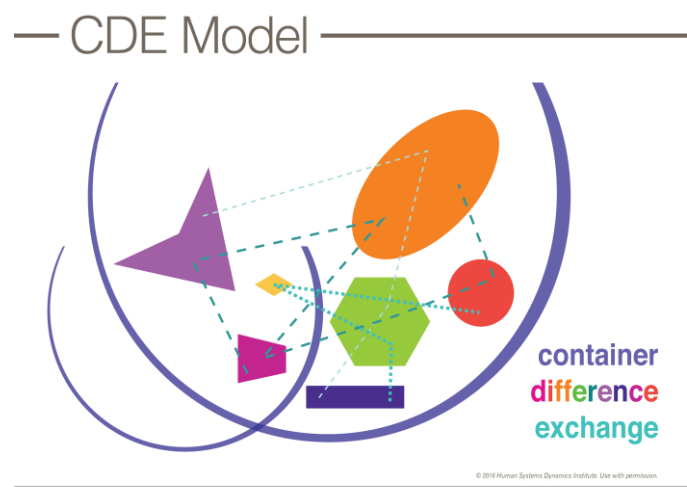 CDE Model
container
difference
exchange
© 2016 Human Systems Dynamics Institute. Use with permission.